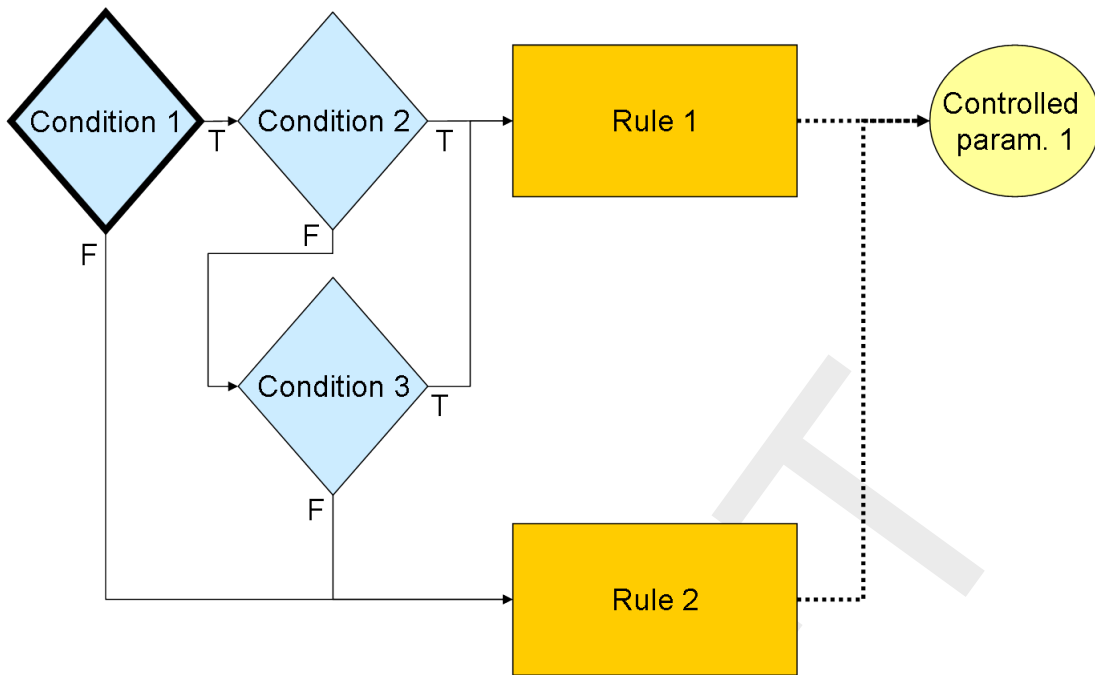 Condition 1
T
Condition 2
T
Rule 1
Controlled
param. 1
F
F
Condition 3
T
F
Rule 2
T